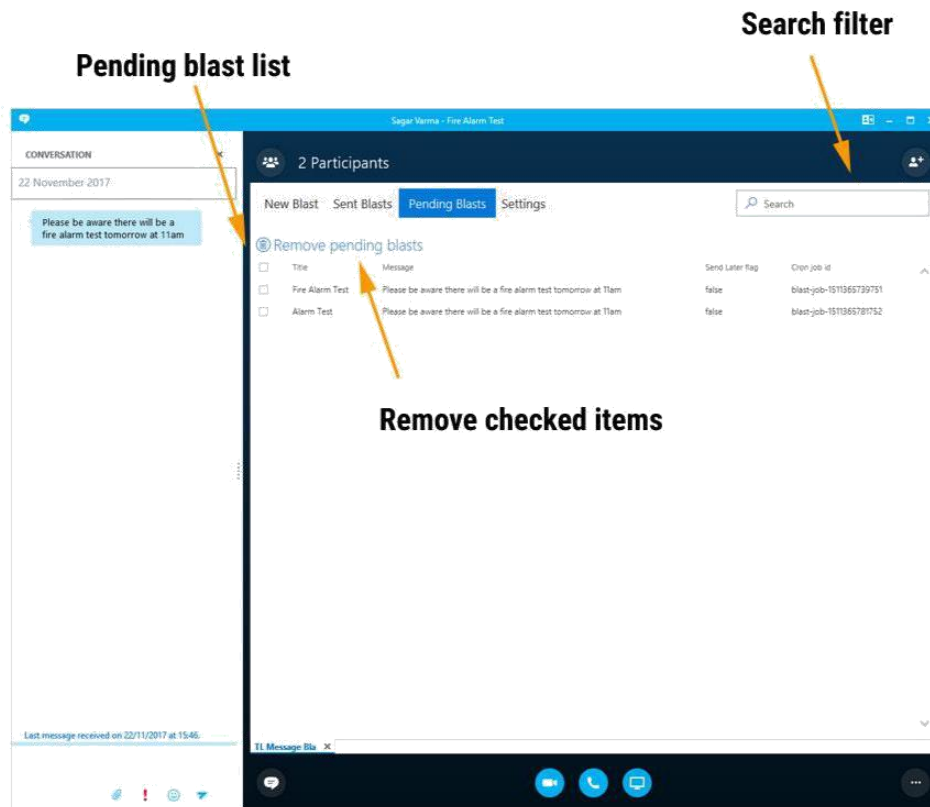 Search filter
Pending blast list
Sagar Varma - Fire Alarm Test
CONVERSATION
2 Participants
22 November 2017
New Blast Sent Blasts Pending Blasts Settings
Search
Please be aware there will be a
fire alarm test tomorrow at 11am
Remove pending blasts
Title Message Send Later flag Cron job id
Fire Alarm Test Please be aware there will be a fire alarm test tomorrow at 11am false blast-job-1511365739751
Alarm Test Please be aware there will be a fire alarm test tomorrow at 11am false blast-job-1511365781752
Remove checked items
Last message received on 22/11/2017 at 15:46.
TL Message Bla